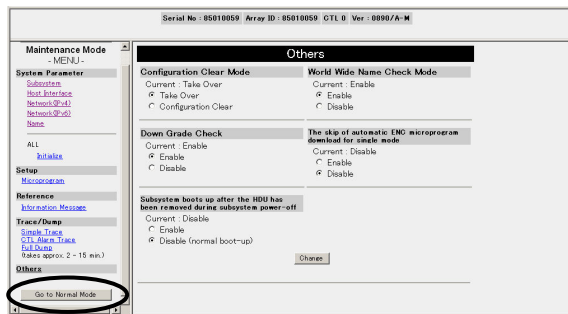 Serial No : 85010059 Array ID : 85010059 CTL 0 Ver : 0890/A-M
Maintenance Mode
- MENU -
System Parameter
Subsystem
Host Interface
Network(IPv4)
Network(IPv6)
Name
ALL
Initialize
Setup
Microprogram
Reference
Information Message
Trace/Dump
Simple Trace
CTL Alarm Trace
Full Dump
(takes approx. 2 - 15 min.)
Others
Go to Normal Mode
Others
Configuration Clear Mode
Current : Take Over
Take Over
Configuration Clear
World Wide Name Check Mode
Current : Enable
Enable
Disable
Down Grade Check
Current : Enable
Enable
Disable
The skip of automatic ENC microprogram
download for single mode
Current : Disable
Enable
Disable
Subsystem boots up after the HDU has
been removed during subsystem power-off
Current : Disable
Enable
Disable (normal boot-up)
Change